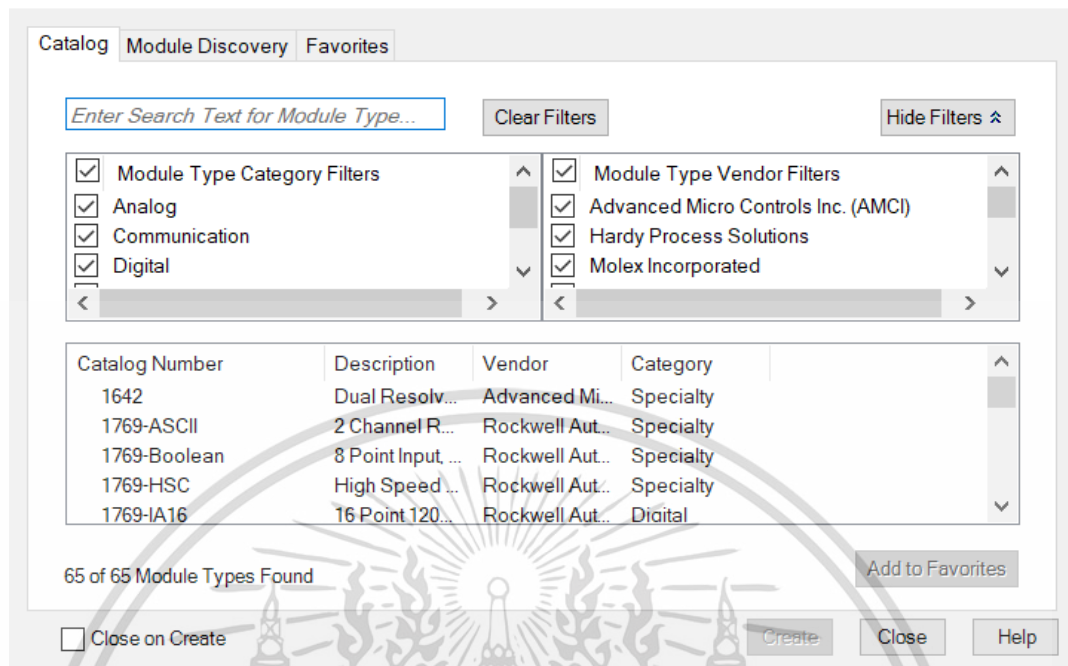 Catalog Module Discovery Favorites
Enter Search Text for Module Type... Clear Filters Hide Filters
Module Type Category Filters
Analog
Communication
Digital
Module Type Vendor Filters
Advanced Micro Controls Inc. (AMCI)
Hardy Process Solutions
Molex Incorporated
Catalog Number Description Vendor Category
1642 Dual Resolv... Advanced Mi... Specialty
1769-ASCII 2 Channel R... Rockwell Aut... Specialty
1769-Boolean 8 Point Input, ... Rockwell Aut... Specialty
1769-HSC High Speed ... Rockwell Aut... Specialty
1769-IA16 16 Point 120... Rockwell Aut... Digital
65 of 65 Module Types Found Add to Favorites
Close on Create Create Close Help